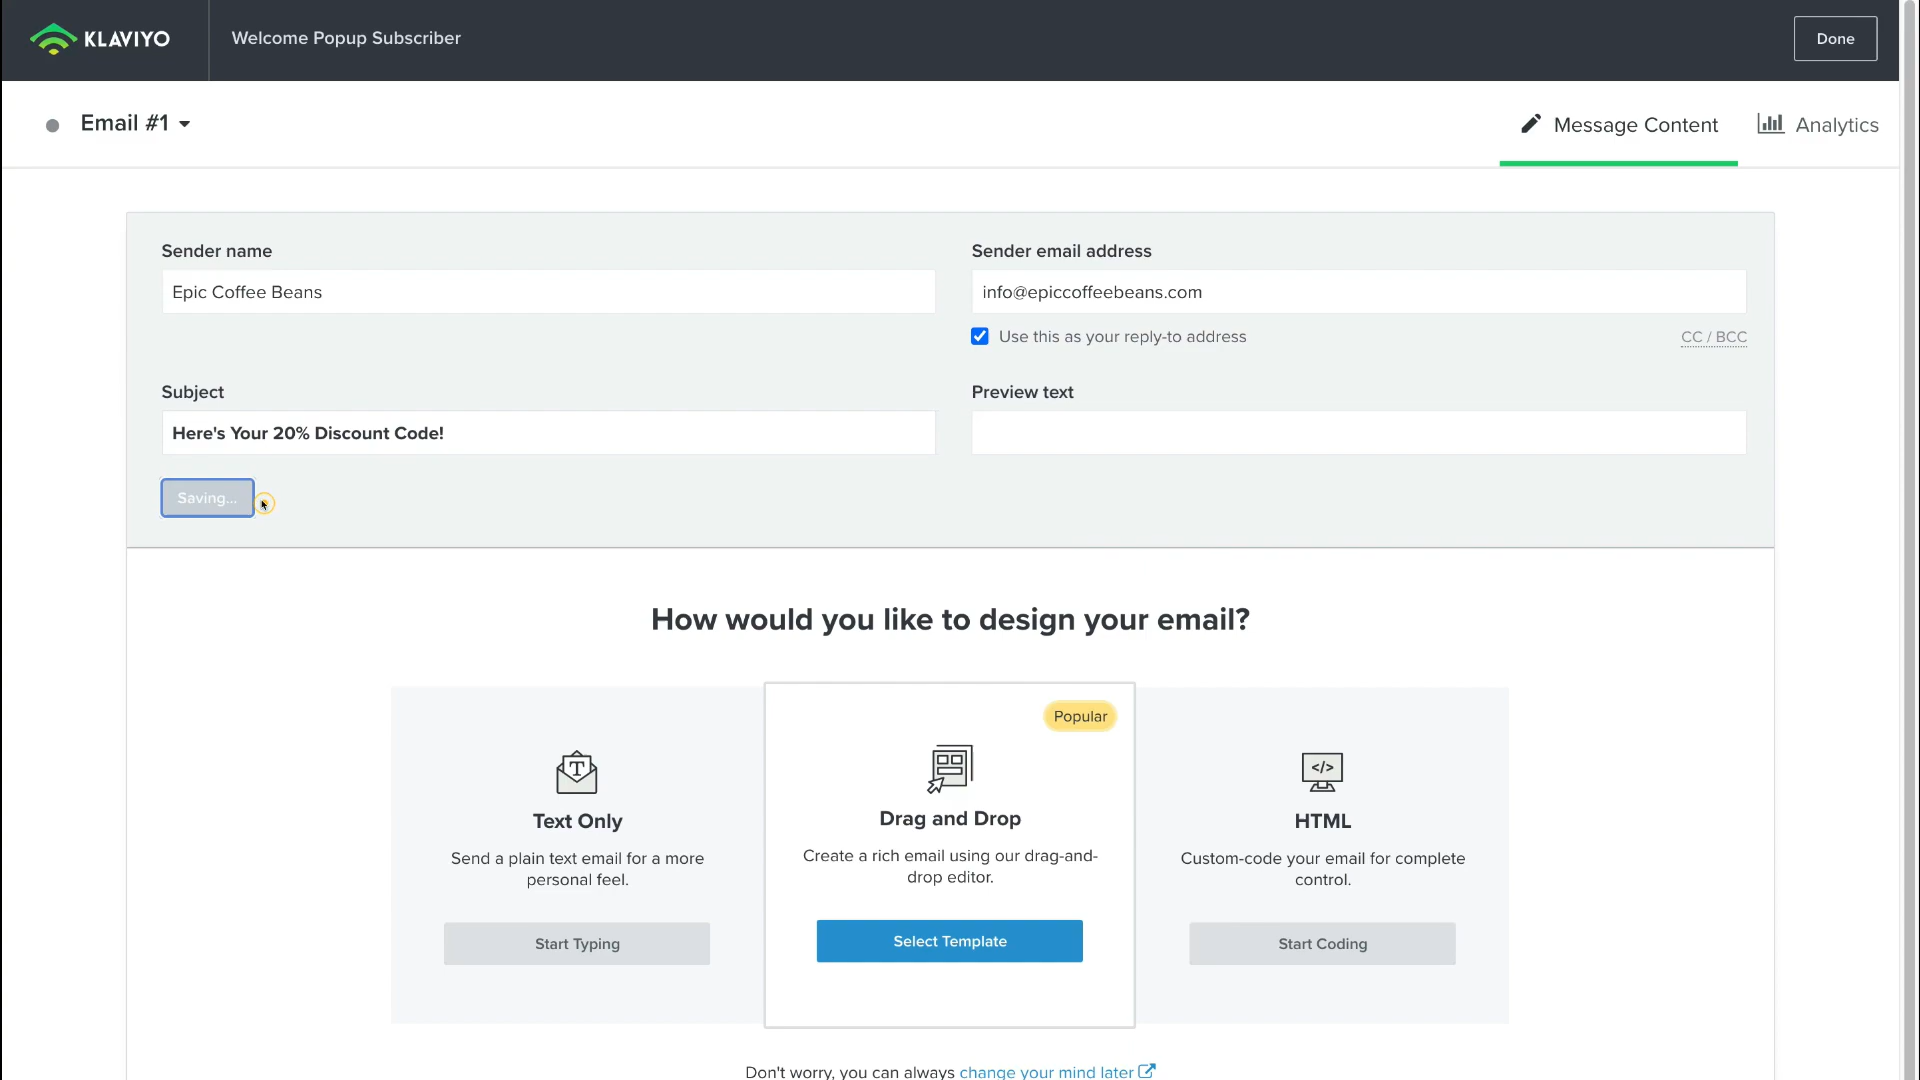 KLAVIYO
Welcome Popup Subscriber
Done
Email #1
Message Content
Analytics
Sender name
Sender email address
Epic Coffee Beans
info@epiccoffeebeans.com
Use this as your reply-to address
CC / BCC
Subject
Preview text
Here's Your 20% Discount Code!
Saving...
How would you like to design your email?
Popular
T
</>
Text Only
Drag and Drop
HTML
Send a plain text email for a more
personal feel.
Create a rich email using our drag-and-
drop editor.
Custom-code your email for complete
control.
Start Typing
Select Template
Start Coding
Don't worry, you can always change your mind later